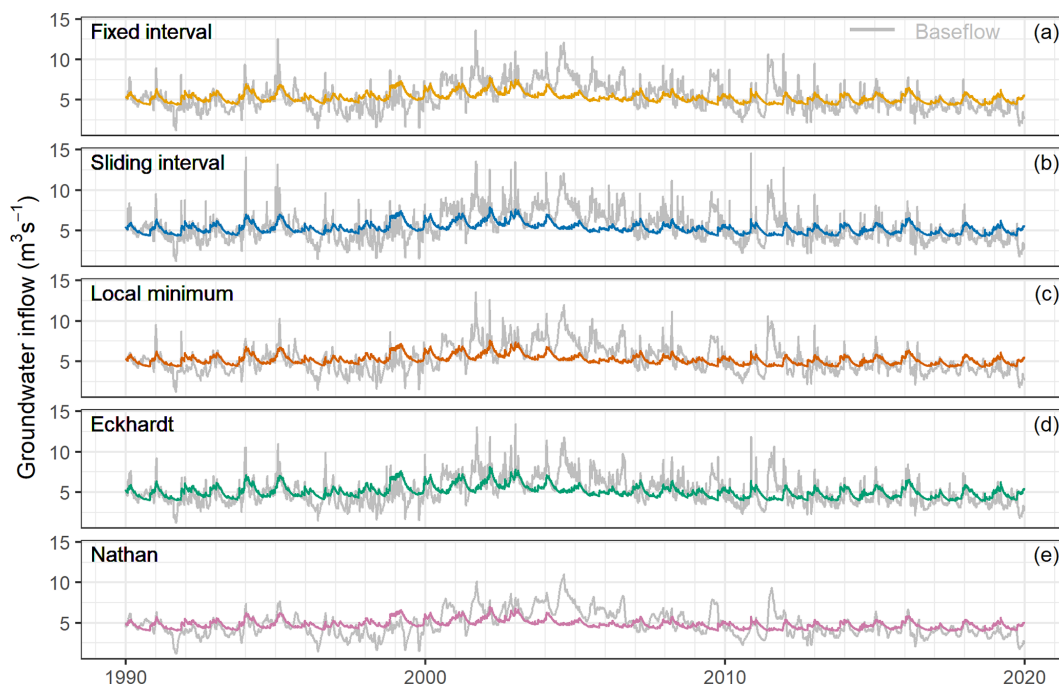 Fixed interval
Baseflow
(a)
15
10
5
Sliding interval
(b)
15
10
5
Local minimum
(c)
15
10
5
Eckhardt
(d)
15
10
5
Nathan
(e)
15
10
5
Groundwater inflow (m³s⁻¹)
1990
2000
2010
2020